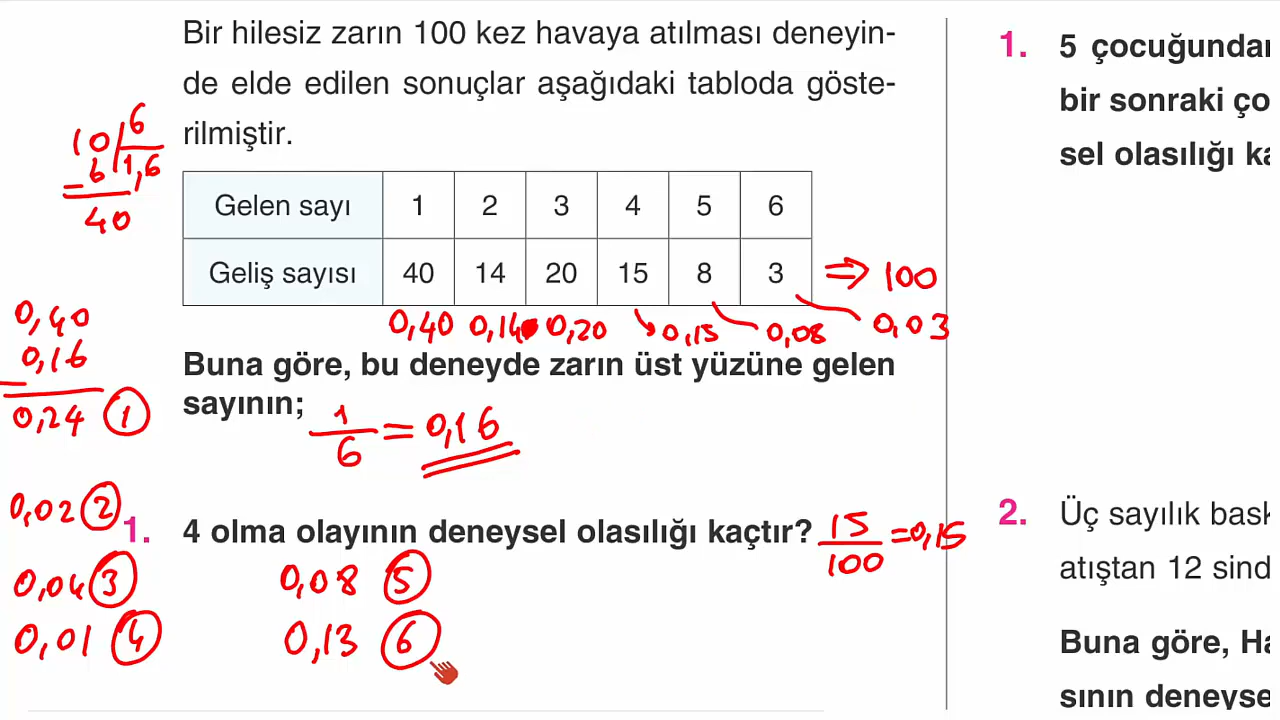 Bir hilesiz zarın 100 kez havaya atılması deneyin-
de elde edilen sonuçlar aşağıdaki tabloda göste-
rilmiştir.
10 6
6 1,6
40
Gelen sayı 1 2 3 4 5 6
Geliş sayısı 40 14 20 15 8 3 ⇒ 100
0,40 0,14 0,20 0,15 0,08 0,03
0,40
0,16
0,24 1
Buna göre, bu deneyde zarın üst yüzüne gelen
sayının;
1/6 = 0,16
0,02 2
1. 4 olma olayının deneysel olasılığı kaçtır? 15/100 = 0,15
0,04 3
0,01 4
0,08 5
0,13 6
1. 5 çocuğundan
bir sonraki ço
sel olasılığı ka
2. Üç sayılık bask
atıştan 12 sind
Buna göre, Ha
sının deneyse